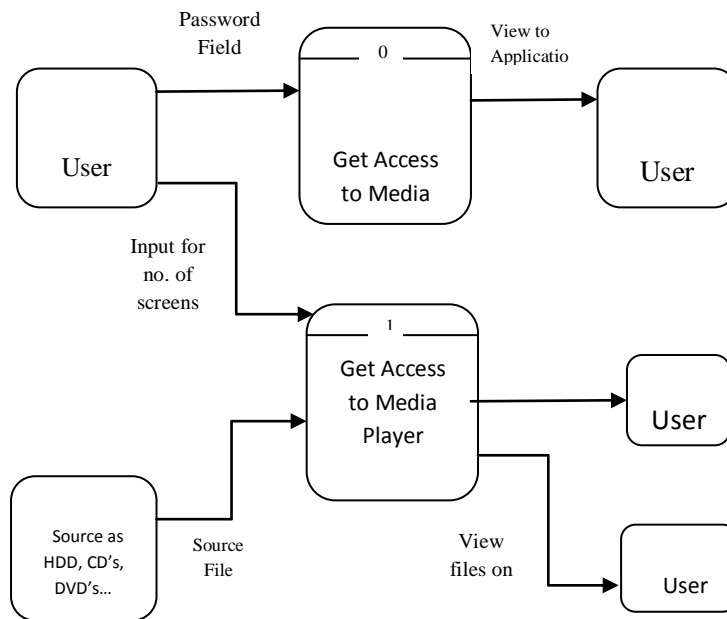 Password
Field
0
View to
Applicatio
User
Get Access
to Media
User
Input for
no. of
screens
1
Get Access
to Media
Player
User
Source as
HDD, CD's,
DVD's...
Source
File
View
files on
User